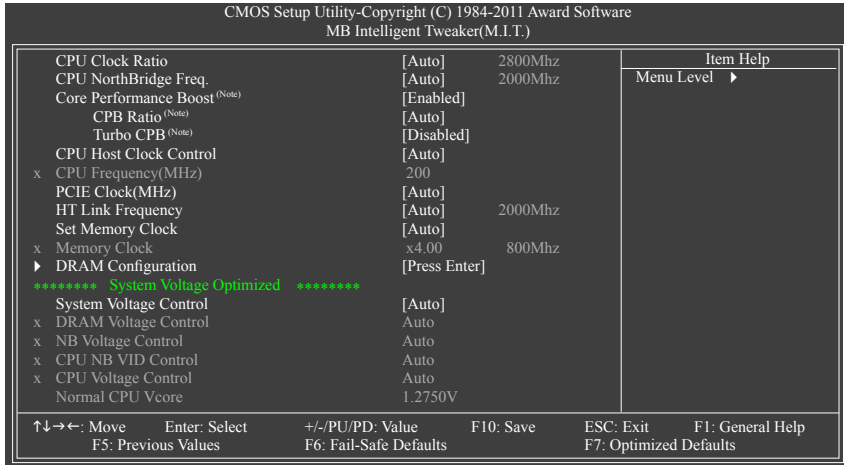 CMOS Setup Utility-Copyright (C) 1984-2011 Award Software
MB Intelligent Tweaker(M.I.T.)
CPU Clock Ratio [Auto] 2800Mhz
CPU NorthBridge Freq. [Auto] 2000Mhz
Core Performance Boost (Note) [Enabled]
CPB Ratio (Note) [Auto]
Turbo CPB (Note) [Disabled]
CPU Host Clock Control [Auto]
x CPU Frequency(MHz) 200
PCIE Clock(MHz) [Auto]
HT Link Frequency [Auto] 2000Mhz
Set Memory Clock [Auto]
x Memory Clock x4.00 800Mhz
DRAM Configuration [Press Enter]
******** System Voltage Optimized ********
System Voltage Control [Auto]
x DRAM Voltage Control Auto
x NB Voltage Control Auto
x CPU NB VID Control Auto
x CPU Voltage Control Auto
Normal CPU Vcore 1.2750V
Item Help
Menu Level
↑↓→←: Move Enter: Select +/-/PU/PD: Value F10: Save ESC: Exit F1: General Help
F5: Previous Values F6: Fail-Safe Defaults F7: Optimized Defaults